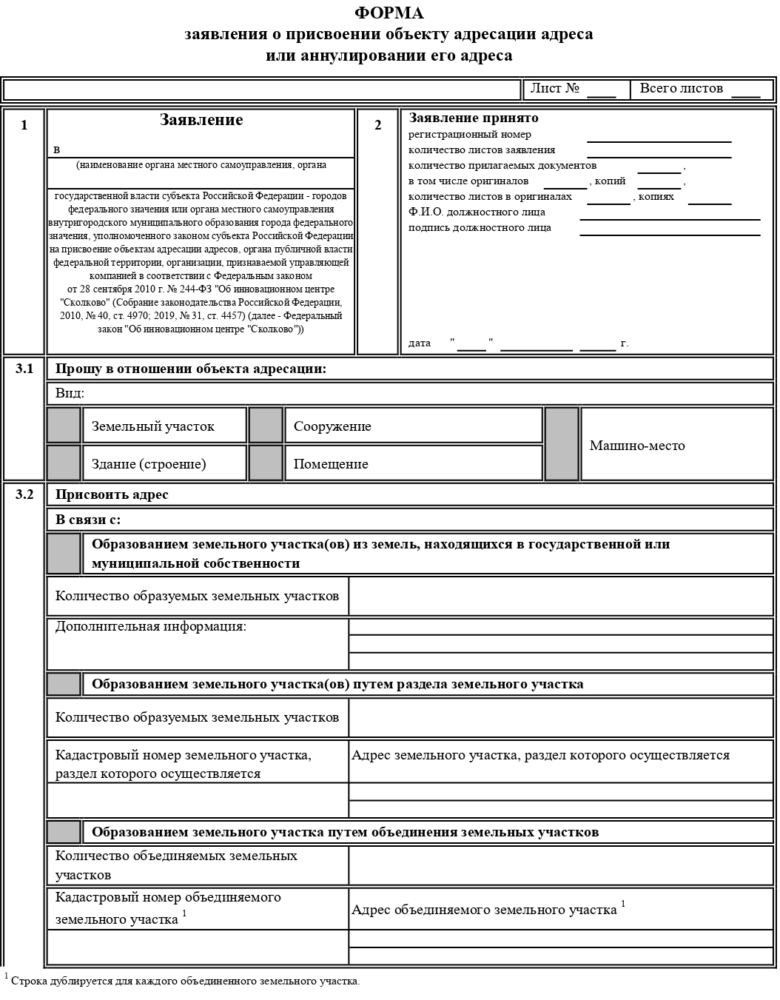 ФОРМА
заявления о присвоении объекту адресации адреса
или аннулировании его адреса
Лист № ____ Всего листов ____
1
Заявление
в
(наименование органа местного самоуправления, органа
государственной власти субъекта Российской Федерации - городов
федерального значения или органа местного самоуправления
внутригородского муниципального образования города федерального
значения, уполномоченного законом субъекта Российской Федерации
на присвоение объектам адресации адресов, органа публичной власти
федеральной территории, организации, признаваемой управляющей
компанией в соответствии с Федеральным законом
от 28 сентября 2010 г. № 244-ФЗ "Об инновационном центре
"Сколково" (Собрание законодательства Российской Федерации,
2010, № 40, ст. 4970; 2019, № 31, ст. 4457) (далее - Федеральный
закон "Об инновационном центре "Сколково"))
2
Заявление принято
регистрационный номер
количество листов заявления
количество прилагаемых документов ____ ,
в том числе оригиналов ____ , копий ____ ,
количество листов в оригиналах ____ , копиях ____
Ф.И.О. должностного лица
подпись должностного лица
дата " ____ " ____ ____ г.
3.1
Прошу в отношении объекта адресации:
Вид:
Земельный участок
Сооружение
Машино-место
Здание (строение)
Помещение
3.2
Присвоить адрес
В связи с:
Образованием земельного участка(ов) из земель, находящихся в государственной или
муниципальной собственности
Количество образуемых земельных участков
Дополнительная информация:
Образованием земельного участка(ов) путем раздела земельного участка
Количество образуемых земельных участков
Кадастровый номер земельного участка,
раздел которого осуществляется
Адрес земельного участка, раздел которого осуществляется
Образованием земельного участка путем объединения земельных участков
Количество объединяемых земельных
участков
Кадастровый номер объединяемого
земельного участка 1
Адрес объединяемого земельного участка 1
1 Строка дублируется для каждого объединенного земельного участка.